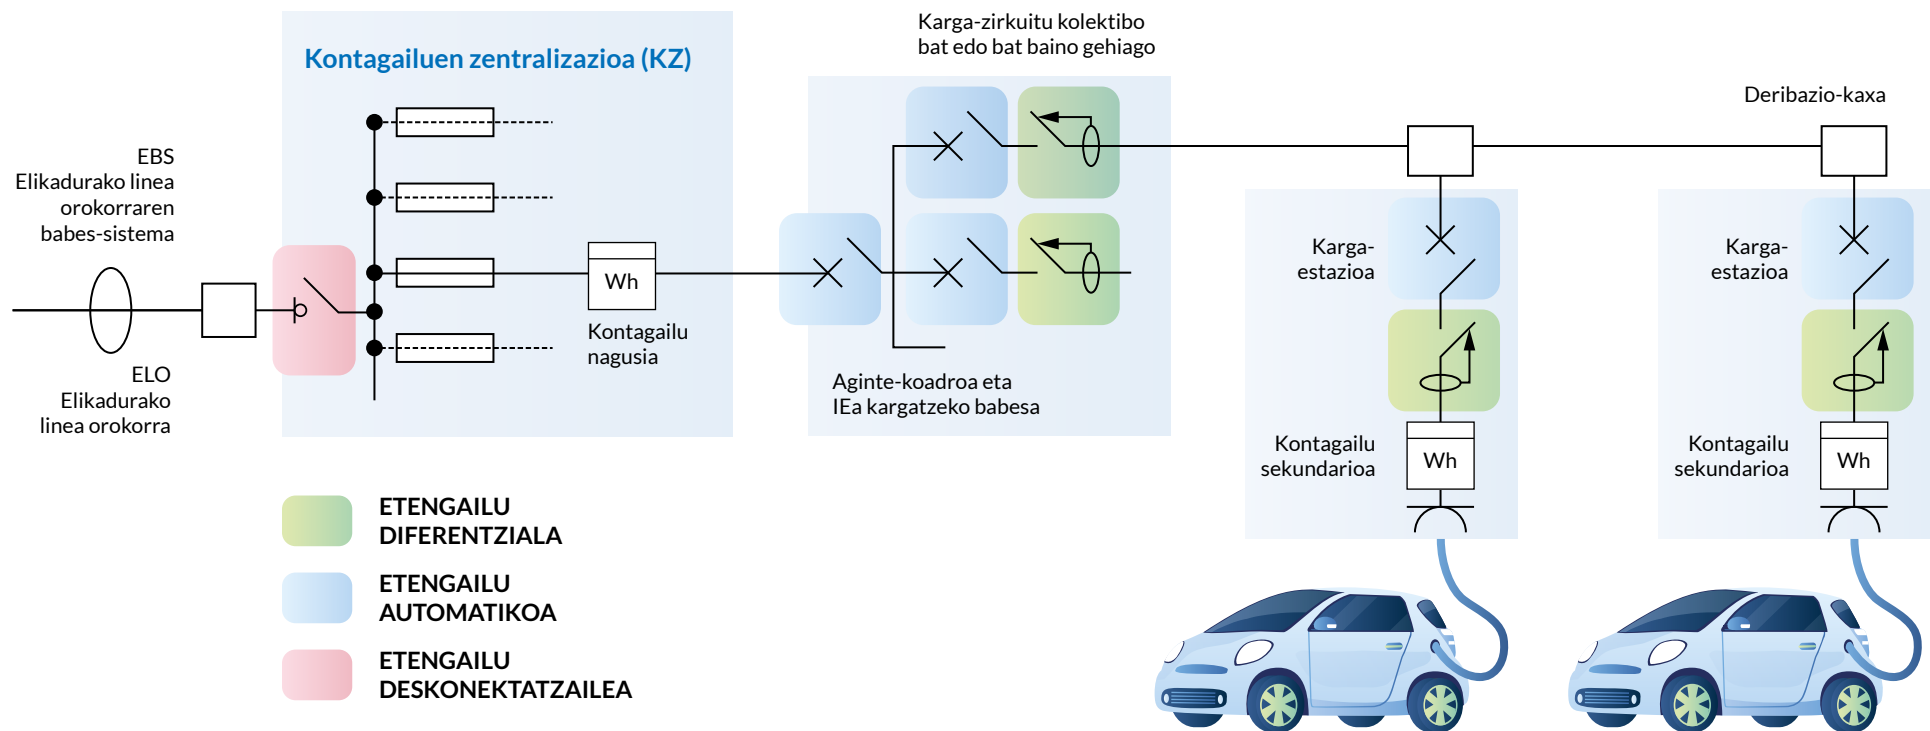 Karga-zirkuitu kolektibo
bat edo bat baino gehiago
Kontagailuen zentralizazioa (KZ)
Deribazio-kaxa
EBS
Elikadurako linea
orokorraren
babes-sistema
Karga-
estazioa
Karga-
estazioa
Wh
Kontagailu
nagusia
ELO
Elikadurako
linea orokorra
Aginte-koadroa eta
IEa kargatzeko babesa
Kontagailu
sekundarioa
Wh
Kontagailu
sekundarioa
Wh
ETENGAILU
DIFERENTZIALA
ETENGAILU
AUTOMATIKOA
ETENGAILU
DESKONEKTATZAILEA